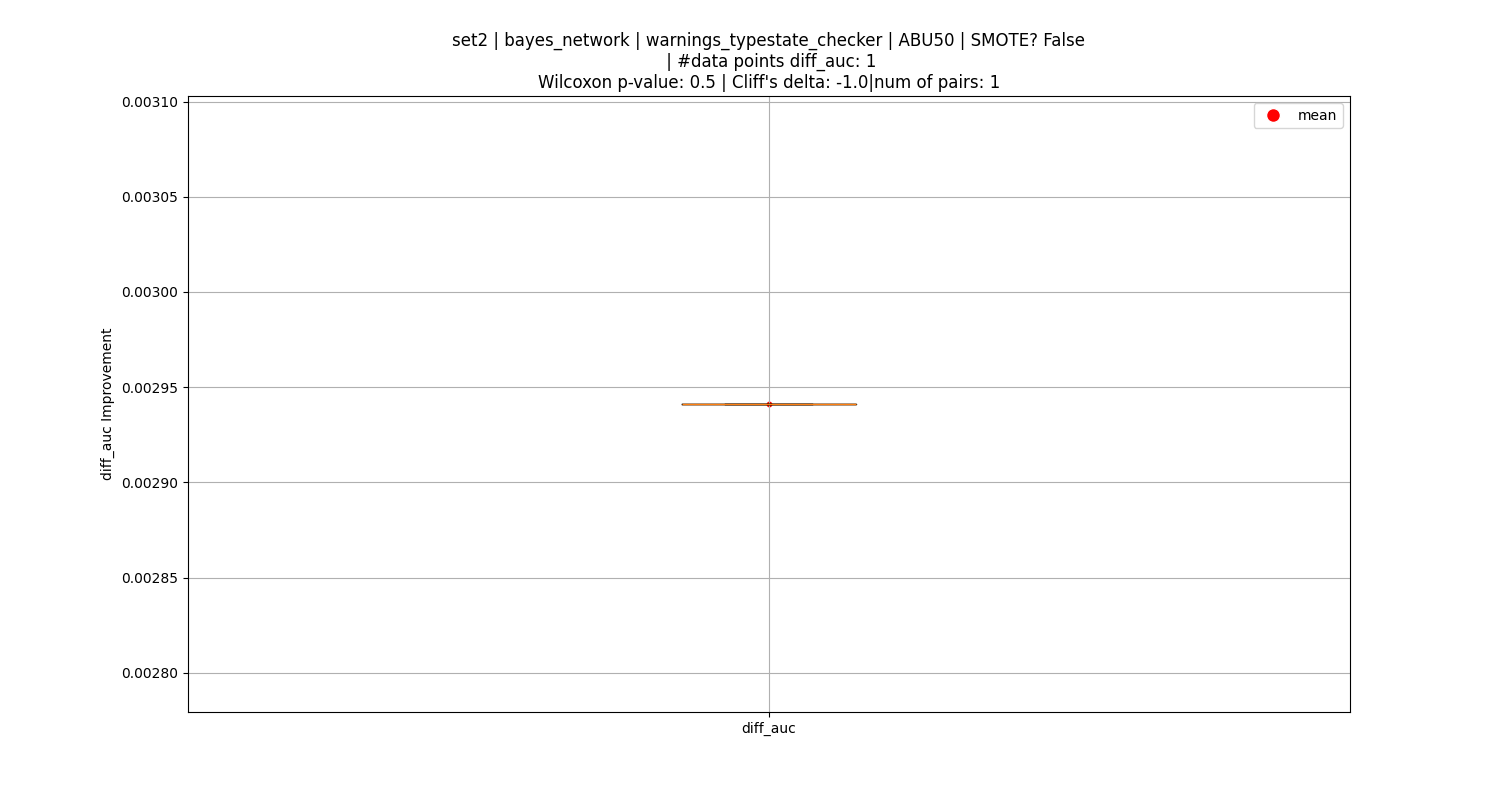 set2 | bayes_network | warnings_typestate_checker | ABU50 | SMOTE? False
| #data points diff_auc: 1
Wilcoxon p-value: 0.5 | Cliff's delta: -1.0|num of pairs: 1
mean
0.00310
0.00305
0.00300
0.00295
0.00290
0.00285
0.00280
diff_auc Improvement
diff_auc